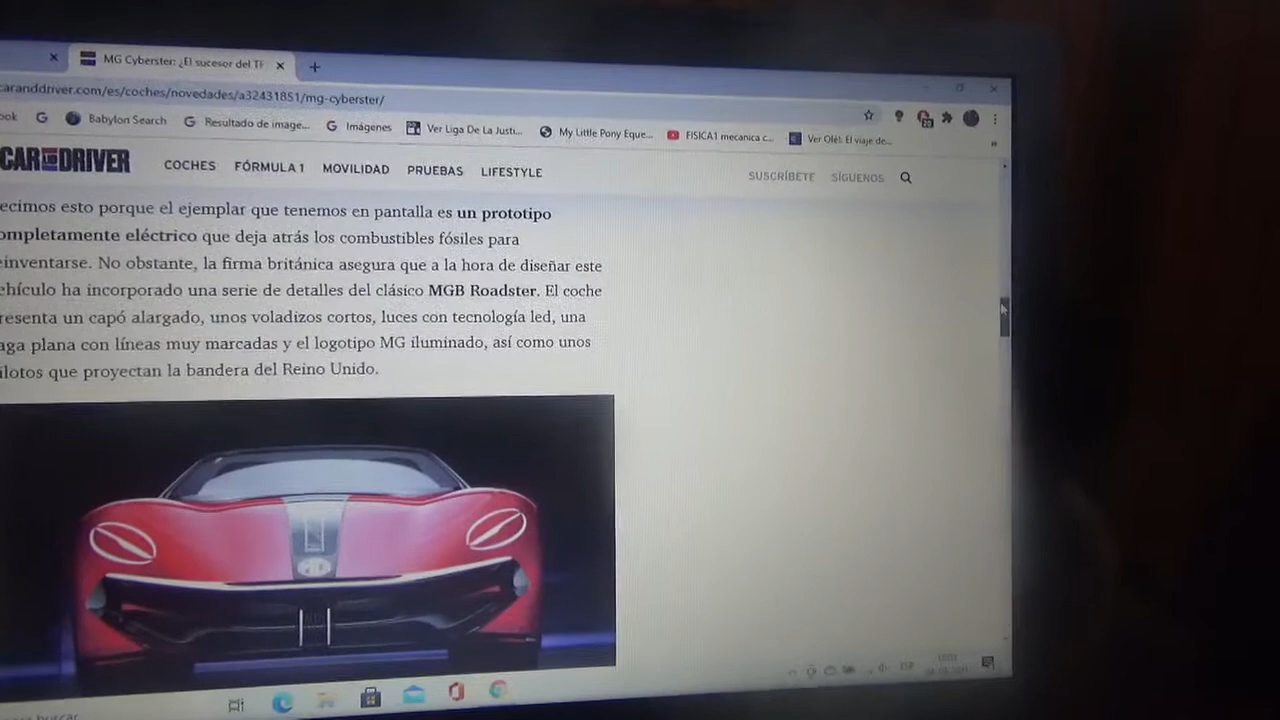 MG Cyberster: ¿El sucesor del TF
caranddriver.com/es/coches/novedades/a32431851/mg-cyberster/
ook
Babylon Search
Resultado de image...
Imágenes
Ver Liga De La Justi...
My Little Pony Eque...
FISICA1 mecanica c...
Ver Olé!: El viaje de...
»
CAR AND DRIVER
COCHES
FÓRMULA 1
MOVILIDAD
PRUEBAS
LIFESTYLE
SUSCRÍBETE
SÍGUENOS
ecimos esto porque el ejemplar que tenemos en pantalla es un prototipo
ompletamente eléctrico que deja atrás los combustibles fósiles para
einventarse. No obstante, la firma británica asegura que a la hora de diseñar este
ehículo ha incorporado una serie de detalles del clásico MGB Roadster. El coche
resenta un capó alargado, unos voladizos cortos, luces con tecnología led, una
aga plana con líneas muy marcadas y el logotipo MG iluminado, así como unos
ilotos que proyectan la bandera del Reino Unido.
ESP
buscar